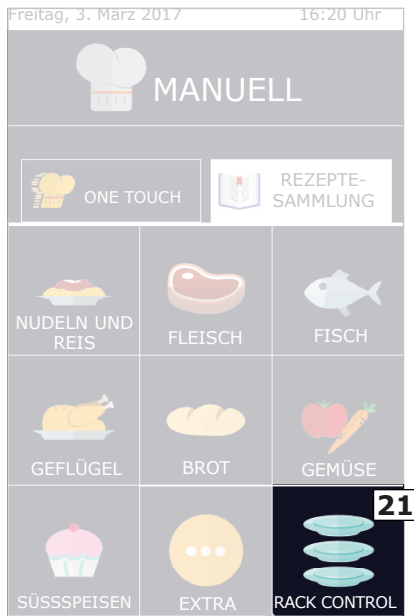 Freitag, 3. März 2017 16:20 Uhr
MANUELL
ONE TOUCH
REZEPTE-
SAMMLUNG
NUDELN UND
REIS
FLEISCH
FISCH
GEFLÜGEL
BROT
GEMÜSE
21
SÜSSSPEISEN
EXTRA
RACK CONTROL